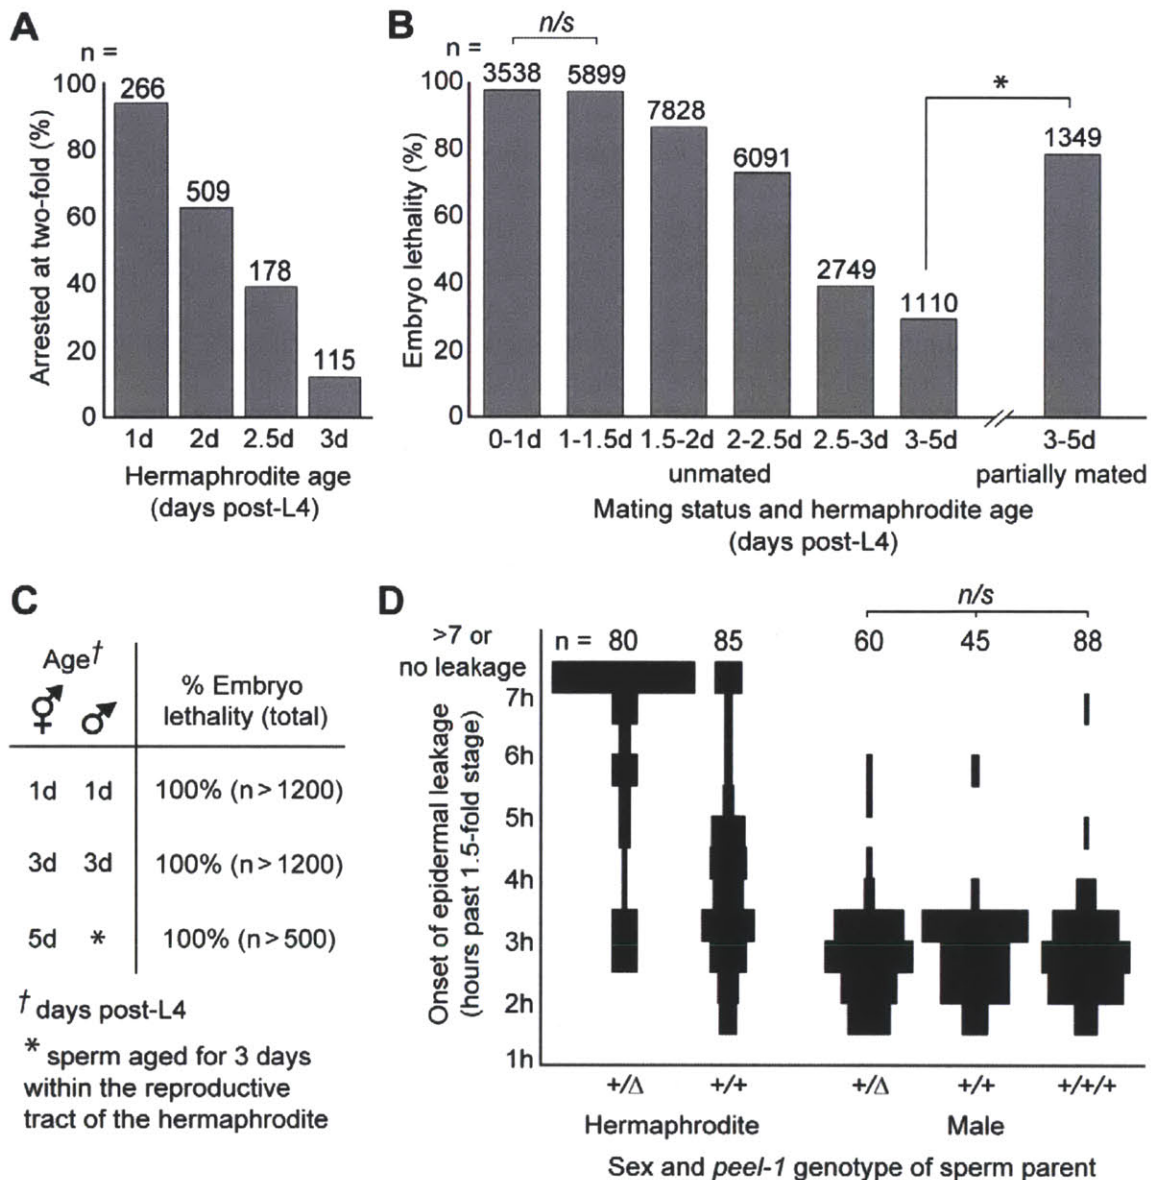 A
n =
266
509
178
115
100
80
60
40
20
0
Arrested at two-fold (%)
1d 2d 2.5d 3d
Hermaphrodite age
(days post-L4)
B
n/s
n =
3538 5899
7828
6091
2749
1110
*
1349
100
80
60
40
20
0
Embryo lethality (%)
0-1d 1-1.5d 1.5-2d 2-2.5d 2.5-3d 3-5d 3-5d
unmated partially mated
Mating status and hermaphrodite age
(days post-L4)
C
Age†
⚥ ♂
% Embryo
lethality (total)
1d 1d 100% (n>1200)
3d 3d 100% (n>1200)
5d * 100% (n>500)
† days post-L4
* sperm aged for 3 days
within the reproductive
tract of the hermaphrodite
D
n/s
>7 or
no leakage
n = 80 85 60 45 88
7h
6h
5h
4h
3h
2h
1h
Onset of epidermal leakage
(hours past 1.5-fold stage)
+/Δ +/+ +/Δ +/+ +/+/+
Hermaphrodite Male
Sex and peel-1 genotype of sperm parent